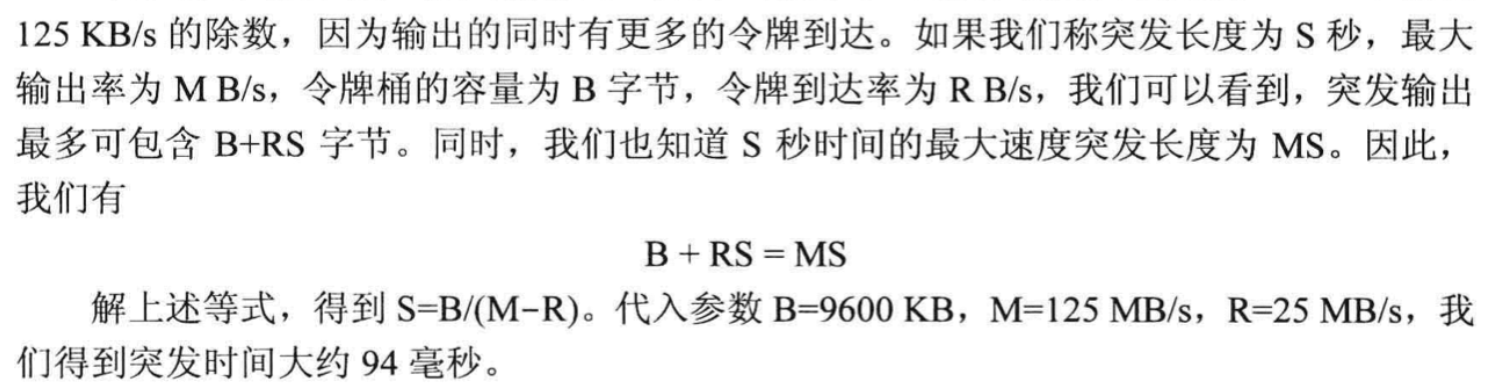 125 KB/s 的除数，因为输出的同时有更多的令牌到达。如果我们称突发长度为 S 秒，最大
输出率为 M B/s，令牌桶的容量为 B 字节，令牌到达率为 R B/s，我们可以看到，突发输出
最多可包含 B+RS 字节。同时，我们也知道 S 秒时间的最大速度突发长度为 MS。因此，
我们有
B + RS = MS
解上述等式，得到 S=B/(M−R)。代入参数 B=9600 KB，M=125 MB/s，R=25 MB/s，我
们得到突发时间大约 94 毫秒。